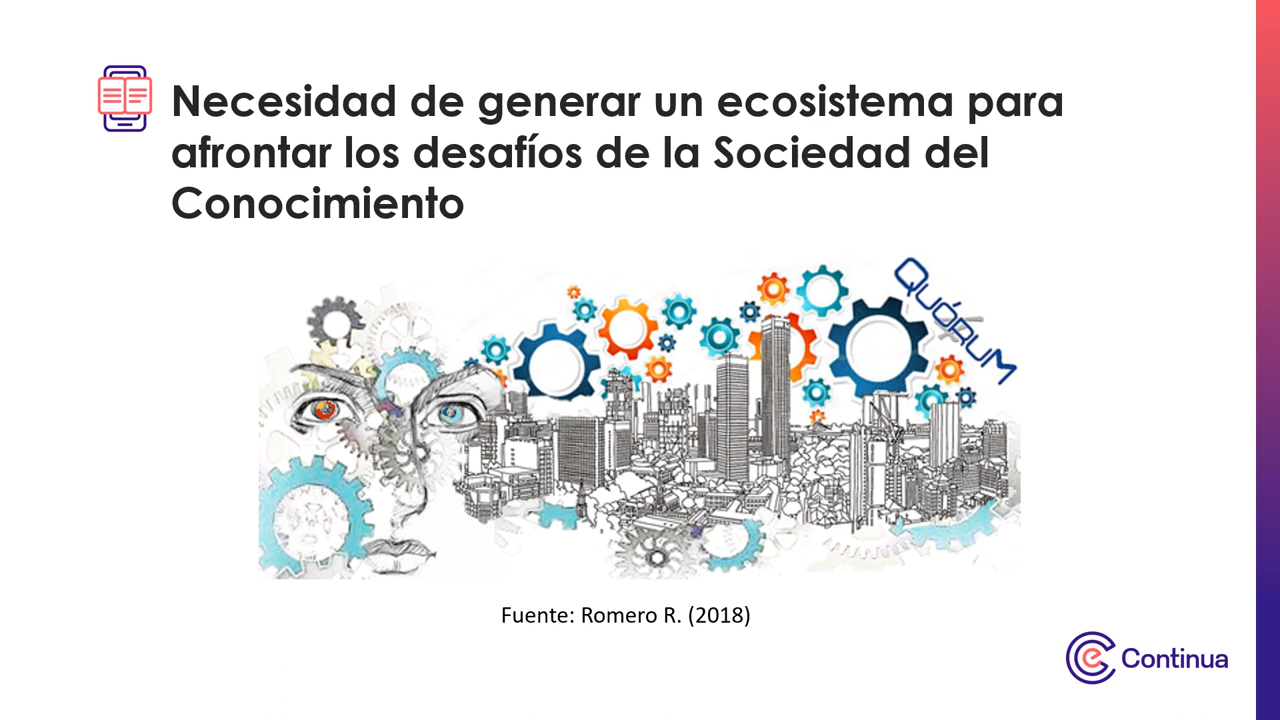 Necesidad de generar un ecosistema para
afrontar los desafíos de la Sociedad del
Conocimiento
QUÓRUM
Fuente: Romero R. (2018)
e Continua